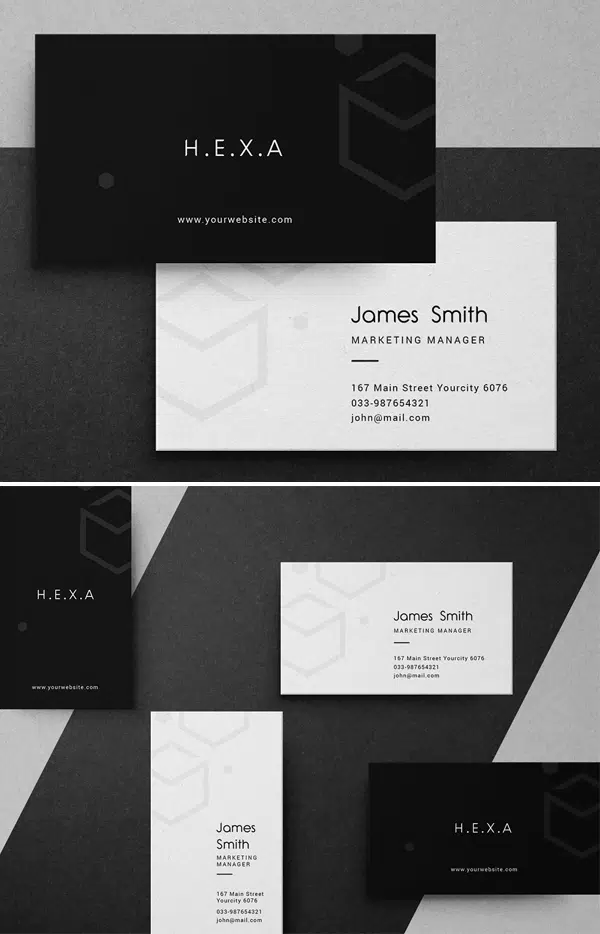 H.E.X.A
www.yourwebsite.com
James Smith
MARKETING MANAGER
167 Main Street Yourcity 6076
033-987654321
john@mail.com
H.E.X.A
www.yourwebsite.com
James Smith
MARKETING MANAGER
167 Main Street Yourcity 6076
033-987654321
john@mail.com
James
Smith
MARKETING
MANAGER
167 Main Street
Yourcity 6076
033-987654321
john@mail.com
H.E.X.A
www.yourwebsite.com